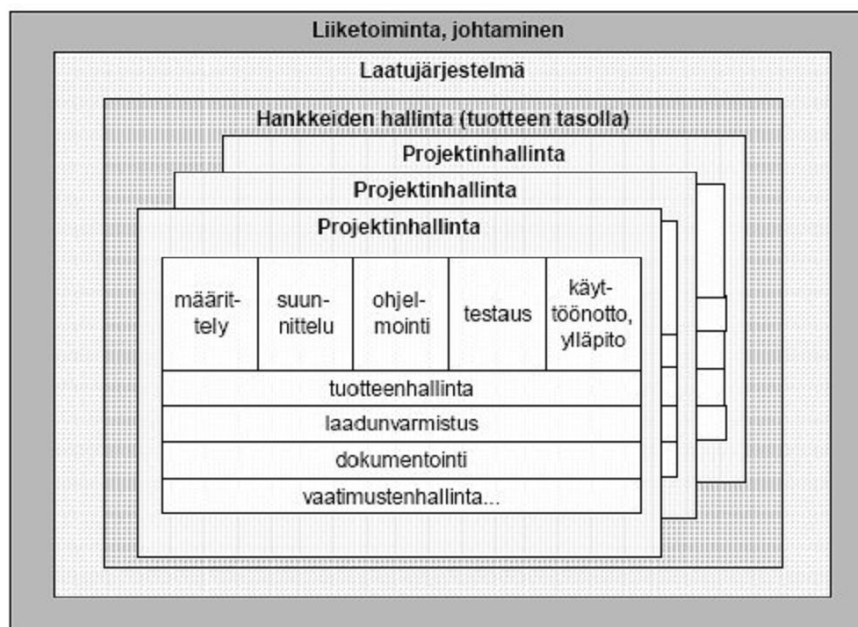 Liiketoiminta, johtaminen
Laatujärjestelmä
Hankkeiden hallinta (tuotteen tasolla)
Projektinhallinta
Projektinhallinta
Projektinhallinta
määrit-
tely
suun-
nittelu
ohjel-
mointi
testaus
käyt-
töönotto,
ylläpito
tuotteenhallinta
laadunvarmistus
dokumentointi
vaatimustenhallinta...